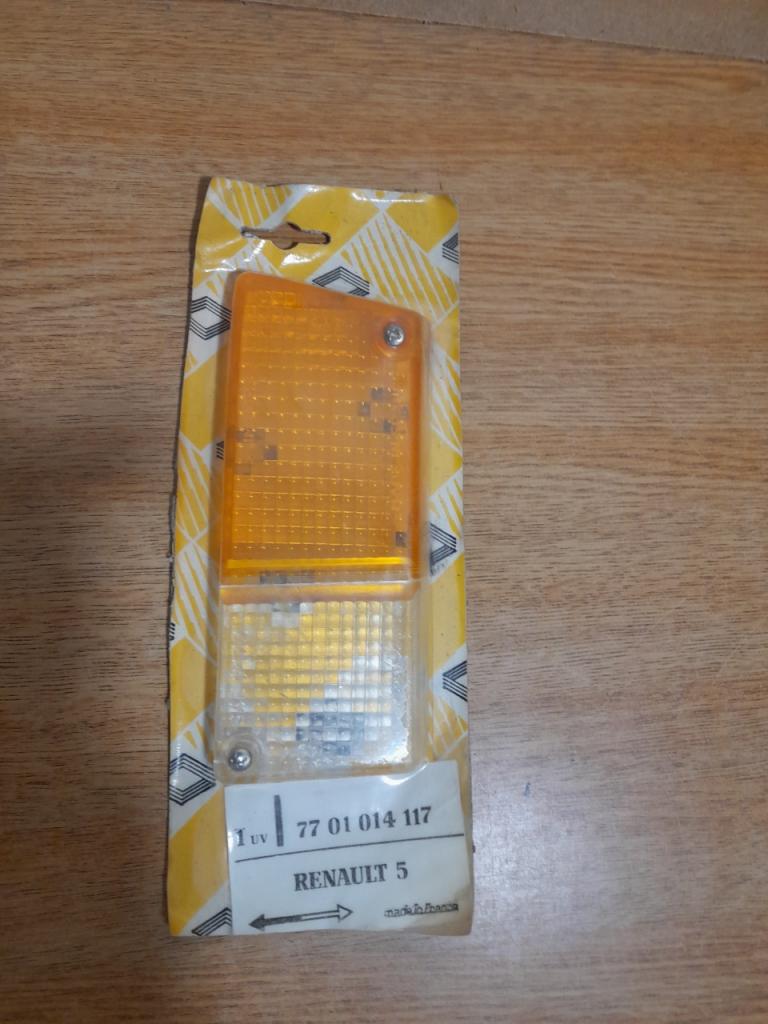 1 UV 77 01 014 117
RENAULT 5
made in France